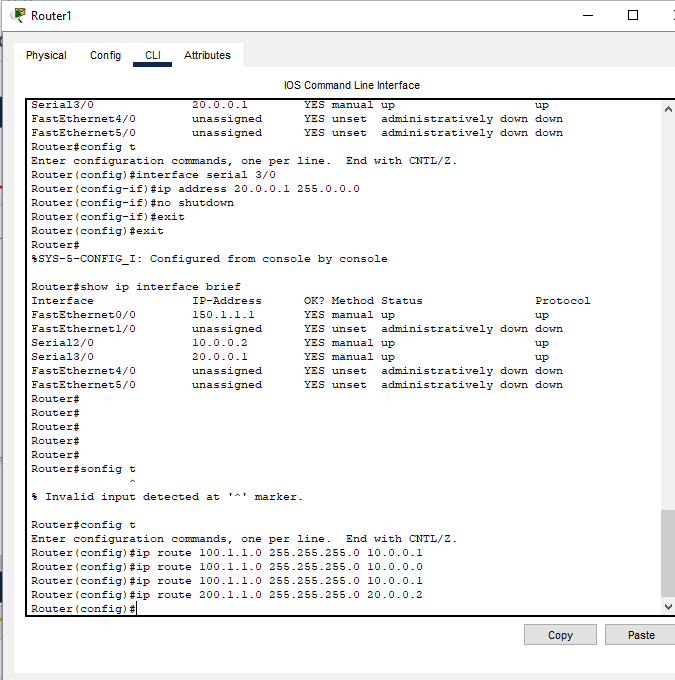 Router1
Physical Config CLI Attributes
IOS Command Line Interface
Serial3/0 20.0.0.1 YES manual up up
FastEthernet4/0 unassigned YES unset administratively down down
FastEthernet5/0 unassigned YES unset administratively down down
Router#config t
Enter configuration commands, one per line. End with CNTL/Z.
Router(config)#interface serial 3/0
Router(config-if)#ip address 20.0.0.1 255.0.0.0
Router(config-if)#no shutdown
Router(config-if)#exit
Router(config)#exit
Router#
%SYS-5-CONFIG_I: Configured from console by console
Router#show ip interface brief
Interface IP-Address OK? Method Status Protocol
FastEthernet0/0 150.1.1.1 YES manual up up
FastEthernet1/0 unassigned YES unset administratively down down
Serial2/0 10.0.0.2 YES manual up up
Serial3/0 20.0.0.1 YES manual up up
FastEthernet4/0 unassigned YES unset administratively down down
FastEthernet5/0 unassigned YES unset administratively down down
Router#
Router#
Router#
Router#
Router#
Router#sonfig t
^
% Invalid input detected at '^' marker.
Router#config t
Enter configuration commands, one per line. End with CNTL/Z.
Router(config)#ip route 100.1.1.0 255.255.255.0 10.0.0.1
Router(config)#ip route 100.1.1.0 255.255.255.0 10.0.0.0
Router(config)#ip route 100.1.1.0 255.255.255.0 10.0.0.1
Router(config)#ip route 200.1.1.0 255.255.255.0 20.0.0.2
Router(config)#
Copy Paste